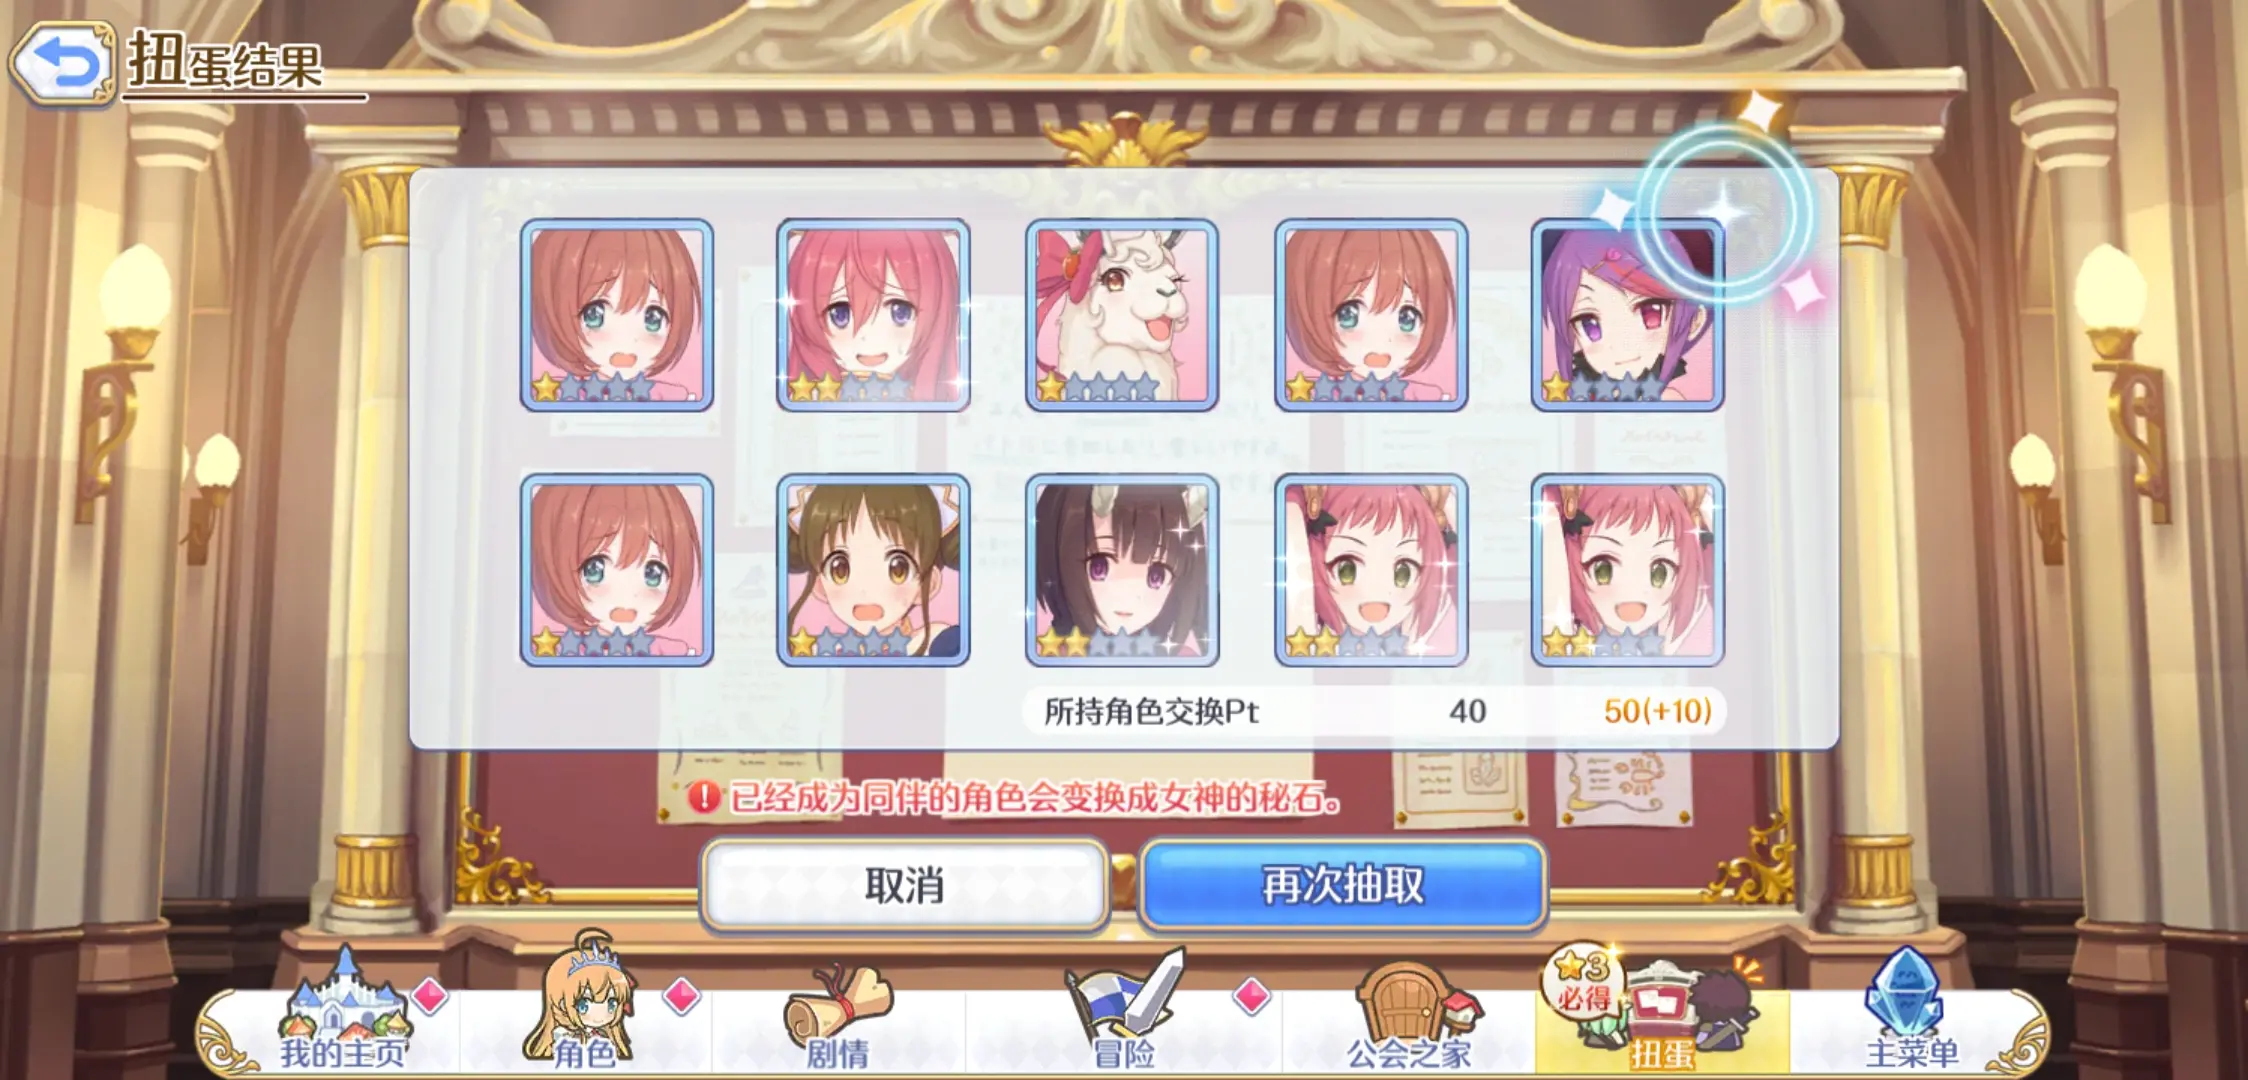 扭蛋结果
所持角色交换Pt 40 50(+10)
已经成为同伴的角色会变换成女神的秘石。
取消 再次抽取
★3
必得
我的主页 角色 剧情 冒险 公会之家 扭蛋 主菜单